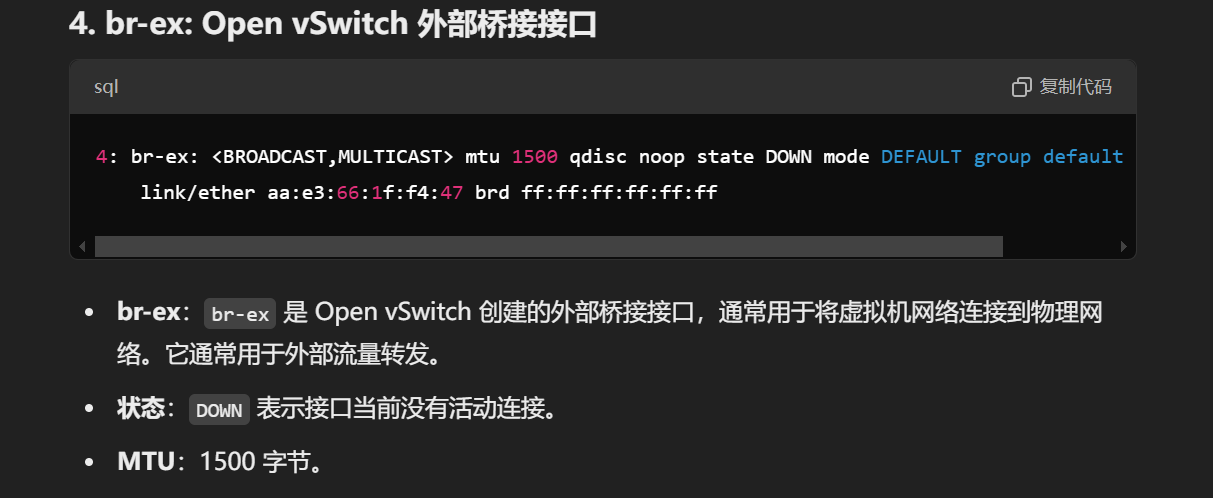 4. br-ex: Open vSwitch 外部桥接接口
sql
复制代码
4: br-ex: <BROADCAST,MULTICAST> mtu 1500 qdisc noop state DOWN mode DEFAULT group default
link/ether aa:e3:66:1f:f4:47 brd ff:ff:ff:ff:ff:ff
• br-ex：br-ex 是 Open vSwitch 创建的外部桥接接口，通常用于将虚拟机网络连接到物理网
络。它通常用于外部流量转发。
• 状态：DOWN 表示接口当前没有活动连接。
• MTU：1500 字节。